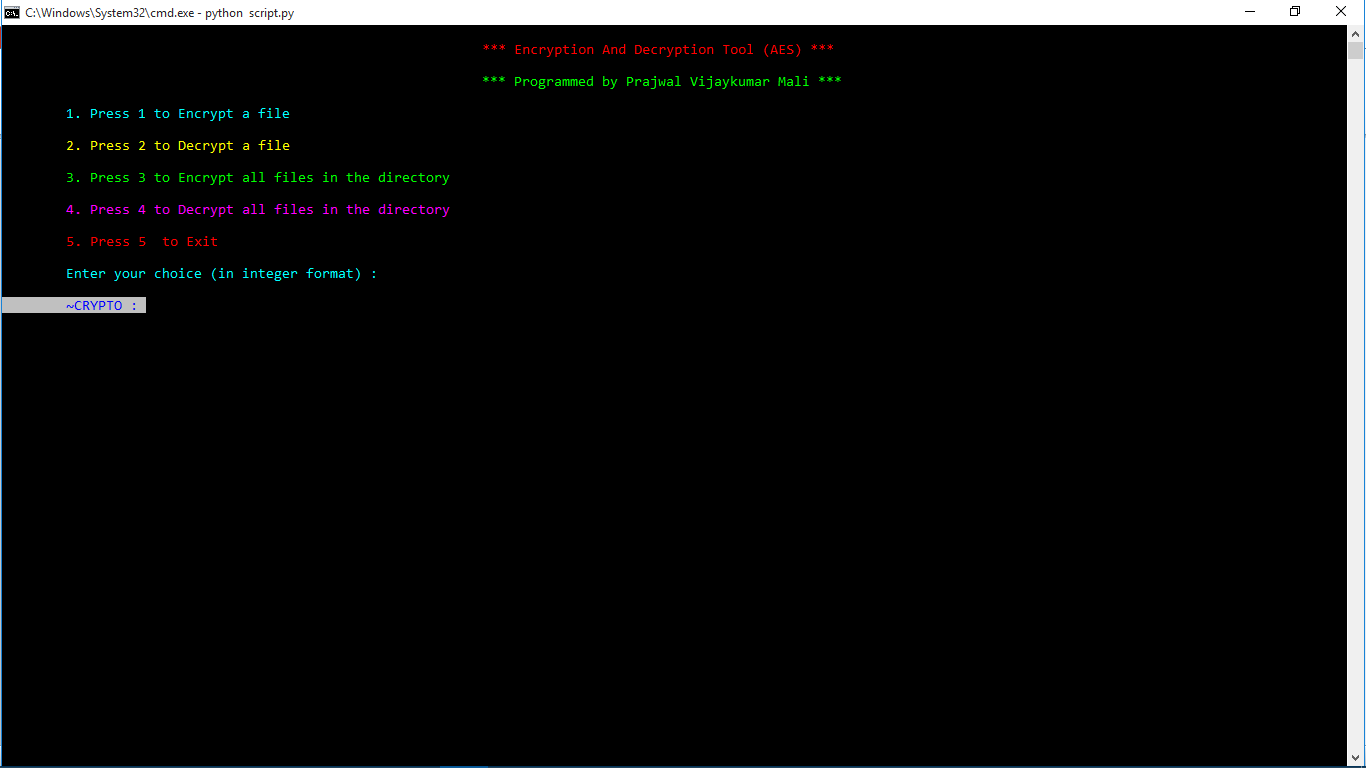 C:\Windows\System32\cmd.exe - python  script.py
*** Encryption And Decryption Tool (AES) ***
*** Programmed by Prajwal Vijaykumar Mali ***
1. Press 1 to Encrypt a file
2. Press 2 to Decrypt a file
3. Press 3 to Encrypt all files in the directory
4. Press 4 to Decrypt all files in the directory
5. Press 5  to Exit
Enter your choice (in integer format) :
~CRYPTO :